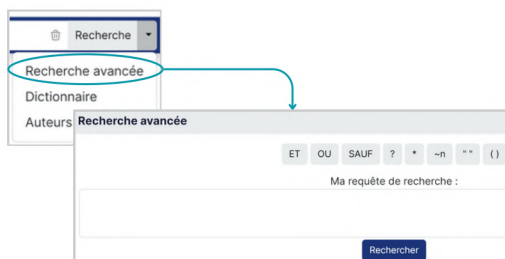 Recherche
Recherche avancée
Dictionnaire
Auteurs
Recherche avancée
ET OU SAUF ? * ~n " " ( )
Ma requête de recherche :
Rechercher